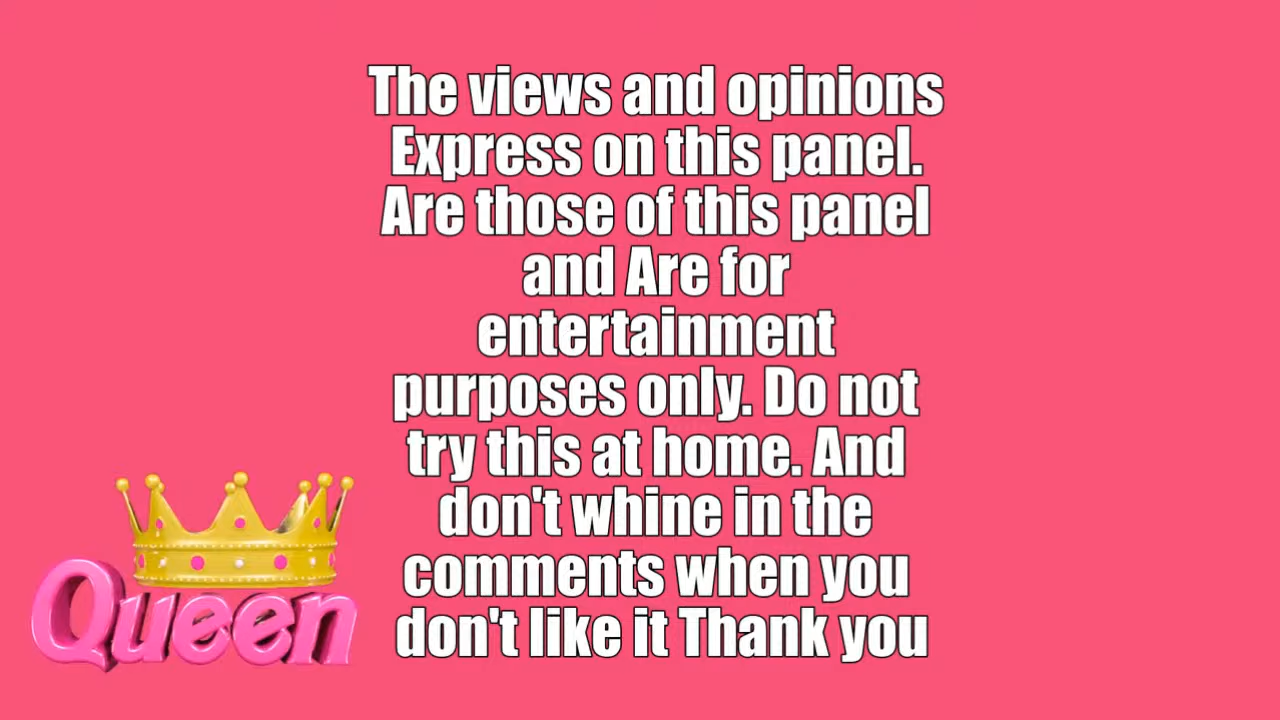 The views and opinions
Express on this panel.
Are those of this panel
and Are for
entertainment
purposes only. Do not
try this at home. And
don't whine in the
comments when you
don't like it Thank you
Queen